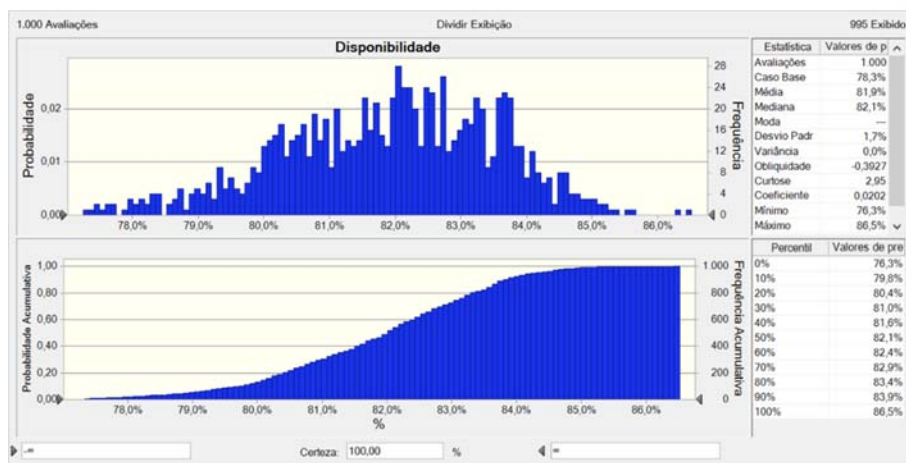 1.000 Avaliações Dividir Exibição 995 Exibido
Disponibilidade
Probabilidade
0,02
0,01
0,00
28
24
20
16
12
8
4
0
Frequência
78,0% 79,0% 80,0% 81,0% 82,0% 83,0% 84,0% 85,0% 86,0%
Estatística Valores de p
Avaliações 1.000
Caso Base 78,3%
Média 81,9%
Mediana 82,1%
Moda ---
Desvio Padr 1,7%
Variância 0,0%
Obliquidade -0,3927
Curtose 2,95
Coeficiente 0,0202
Mínimo 76,3%
Máximo 86,5%
Probabilidade Acumulativa
1,00
0,80
0,60
0,40
0,20
0,00
1.000
800
600
400
200
0
Frequência Acumulativa
78,0% 79,0% 80,0% 81,0% 82,0% 83,0% 84,0% 85,0% 86,0%
%
Percentil Valores de pre
0% 76,3%
10% 79,8%
20% 80,4%
30% 81,0%
40% 81,6%
50% 82,1%
60% 82,4%
70% 82,9%
80% 83,4%
90% 83,9%
100% 86,5%
-∞ Certeza: 100,00 % ∞